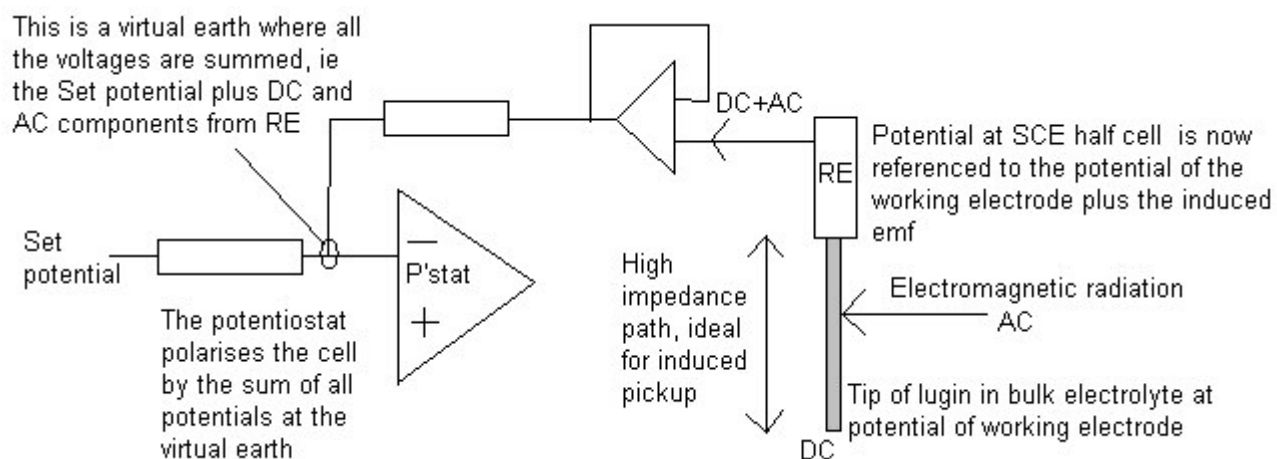 This is a virtual earth where all
the voltages are summed, ie
the Set potential plus DC and
AC components from RE
DC+AC
RE
Potential at SCE half cell is now
referenced to the potential of the
working electrode plus the induced
emf
Set
potential
−
P'stat
+
High
impedance
path, ideal
for induced
pickup
Electromagnetic radiation
AC
The potentiostat
polarises the cell
by the sum of all
potentials at the
virtual earth
Tip of lugin in bulk electrolyte at
potential of working electrode
DC